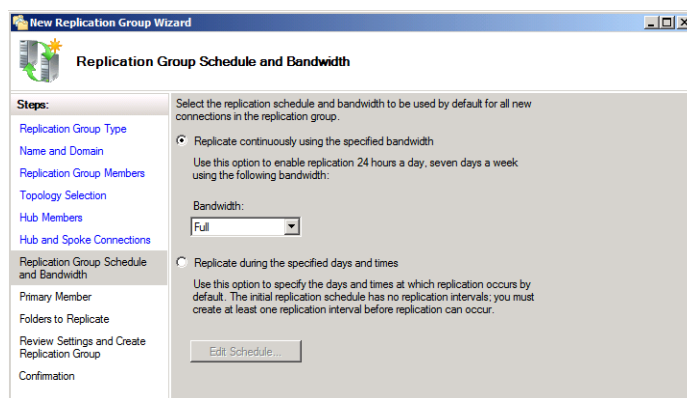 New Replication Group Wizard
Replication Group Schedule and Bandwidth
Steps:
Replication Group Type
Name and Domain
Replication Group Members
Topology Selection
Hub Members
Hub and Spoke Connections
Replication Group Schedule
and Bandwidth
Primary Member
Folders to Replicate
Review Settings and Create
Replication Group
Confirmation
Select the replication schedule and bandwidth to be used by default for all new
connections in the replication group.
Replicate continuously using the specified bandwidth
Use this option to enable replication 24 hours a day, seven days a week
using the following bandwidth:
Bandwidth:
Full
Replicate during the specified days and times
Use this option to specify the days and times at which replication occurs by
default. The initial replication schedule has no replication intervals; you must
create at least one replication interval before replication can occur.
Edit Schedule...